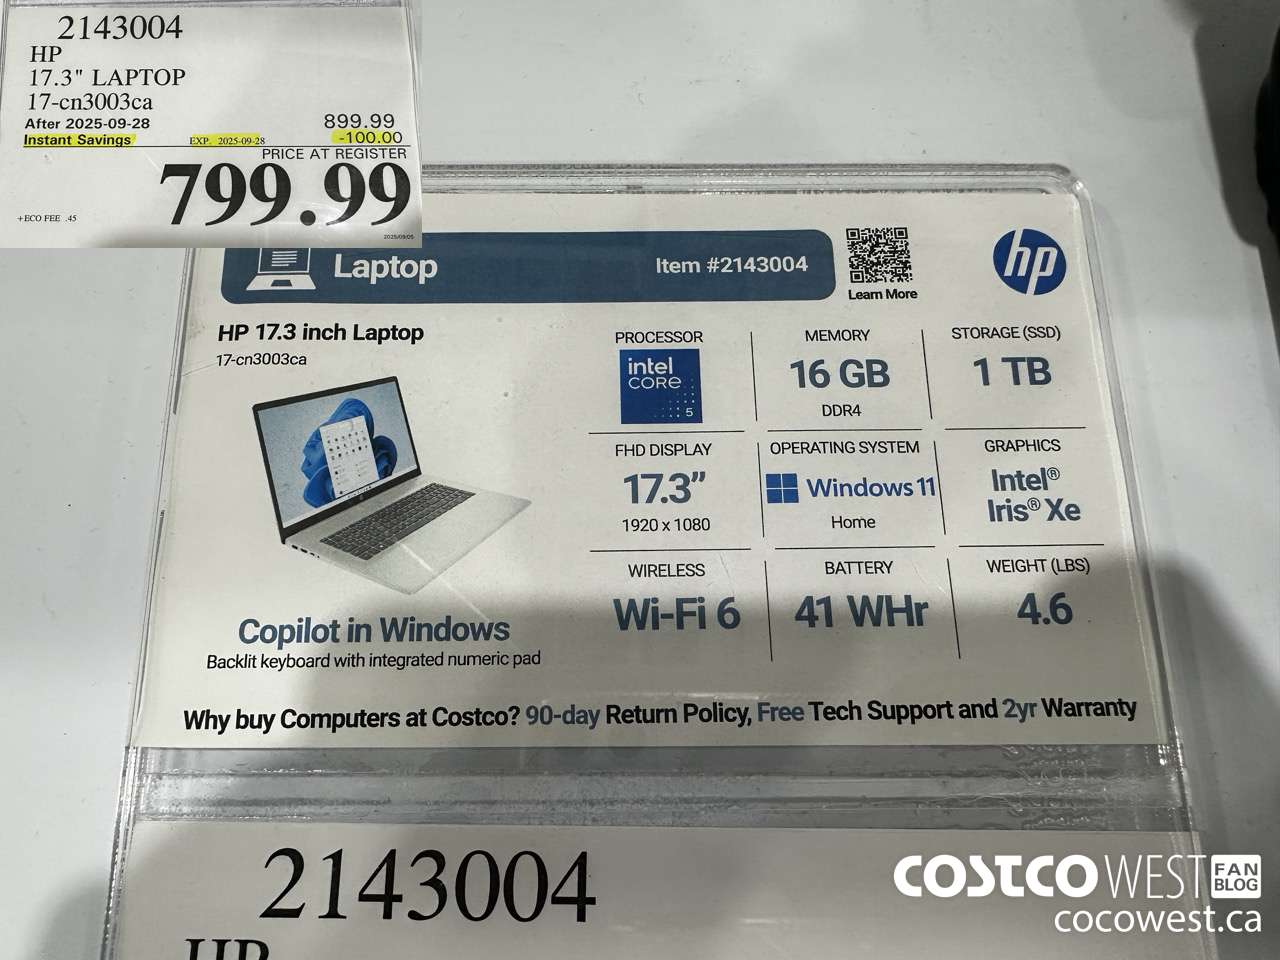 2143004
HP
17.3" LAPTOP
17-cn3003ca
After 2025-09-28 899.99
Instant Savings EXP. 2025-09-28 -100.00
PRICE AT REGISTER
799.99
+ECO FEE .45
2025/09/05
Laptop
Item #2143004
Learn More
hp
HP 17.3 inch Laptop
17-cn3003ca
PROCESSOR
intel
CORE
5
MEMORY
16 GB
DDR4
STORAGE (SSD)
1 TB
FHD DISPLAY
17.3”
1920 x 1080
OPERATING SYSTEM
Windows 11
Home
GRAPHICS
Intel®
Iris® Xe
WIRELESS
Wi-Fi 6
BATTERY
41 WHr
WEIGHT (LBS)
4.6
Copilot in Windows
Backlit keyboard with integrated numeric pad
Why buy Computers at Costco? 90-day Return Policy, Free Tech Support and 2yr Warranty
2143004
HP
COSTCO WEST FAN BLOG
cocowest.ca